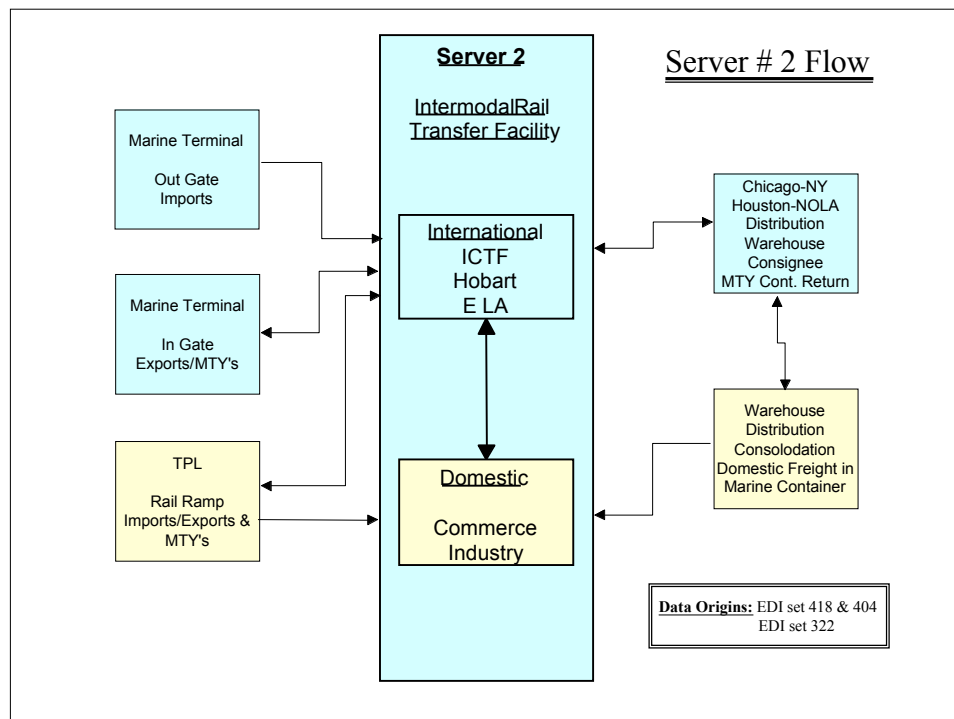 Server # 2 Flow
Server 2
IntermodalRail
Transfer Facility
Marine Terminal
Out Gate
Imports
Marine Terminal
In Gate
Exports/MTY's
TPL
Rail Ramp
Imports/Exports &
MTY's
International
ICTF
Hobart
E LA
Domestic
Commerce
Industry
Chicago-NY
Houston-NOLA
Distribution
Warehouse
Consignee
MTY Cont. Return
Warehouse
Distribution
Consolodation
Domestic Freight in
Marine Container
Data Origins: EDI set 418 & 404
EDI set 322